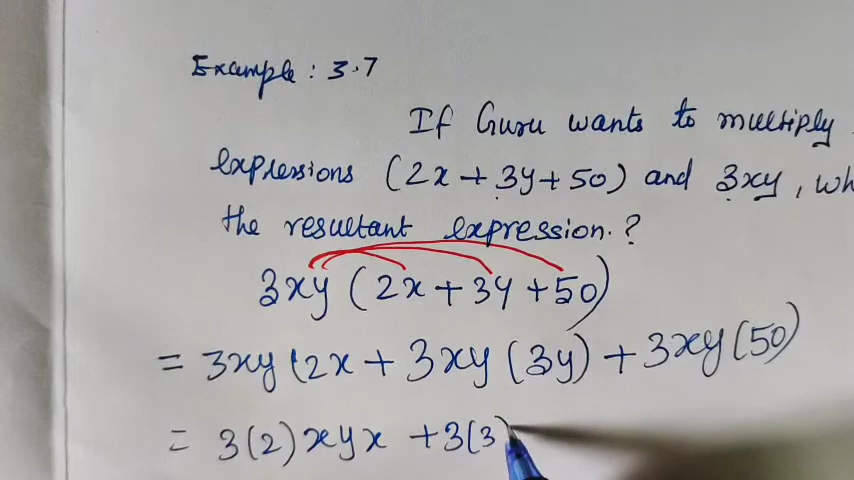 Example : 3.7
If Guru wants to multiply
expressions (2x + 3y + 50) and 3xy, wh
the resultant expression.?
3xy (2x + 3y + 50)
= 3xy (2x + 3xy (3y) + 3xy (50)
= 3(2) xyx + 3(3)